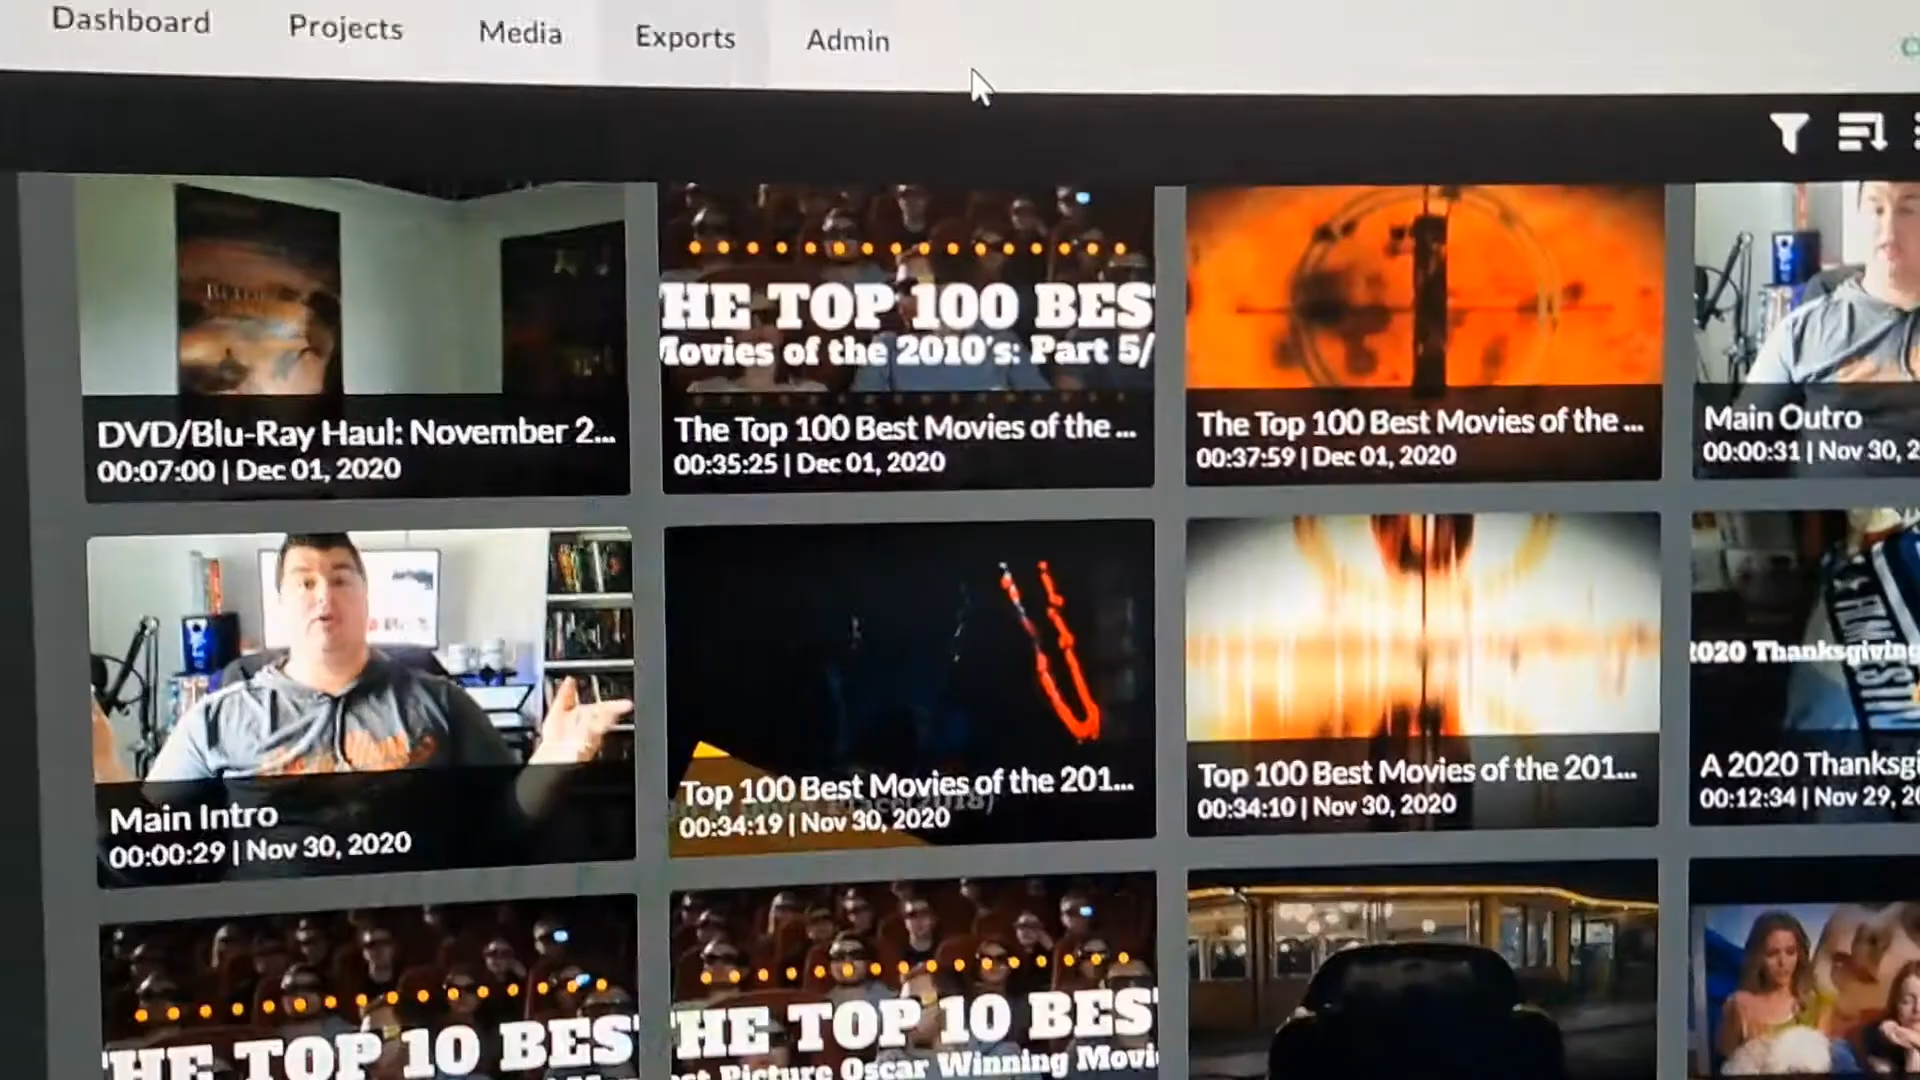 Dashboard Projects Media Exports Admin
HE TOP 100 BES
Movies of the 2010's: Part 5/
DVD/Blu-Ray Haul: November 2...
00:07:00 | Dec 01, 2020
The Top 100 Best Movies of the ...
00:35:25 | Dec 01, 2020
The Top 100 Best Movies of the ...
00:37:59 | Dec 01, 2020
Main Outro
00:00:31 | Nov 30, 2
Main Intro
00:00:29 | Nov 30, 2020
Top 100 Best Movies of the 201...
00:34:19 | Nov 30, 2020
Top 100 Best Movies of the 201...
00:34:10 | Nov 30, 2020
2020 Thanksgiving
A 2020 Thanksgi
00:12:34 | Nov 29, 20
HE TOP 10 BES
HE TOP 10 BES
st Picture Oscar Winning Movi